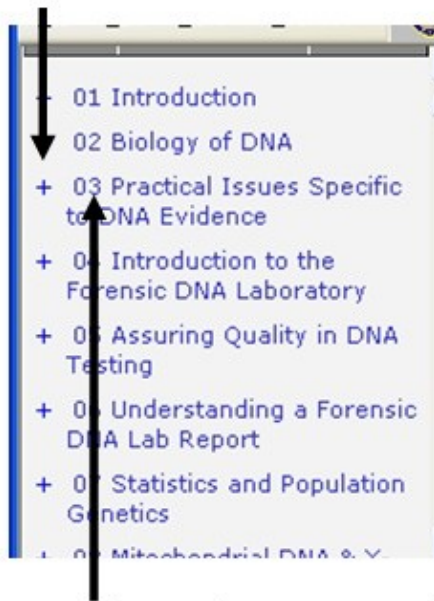 + 01 Introduction
02 Biology of DNA
+ 03 Practical Issues Specific
to DNA Evidence
+ 04 Introduction to the
Forensic DNA Laboratory
+ 05 Assuring Quality in DNA
Testing
+ 06 Understanding a Forensic
DNA Lab Report
+ 07 Statistics and Population
Genetics
+ 08 Mitochondrial DNA & Y-